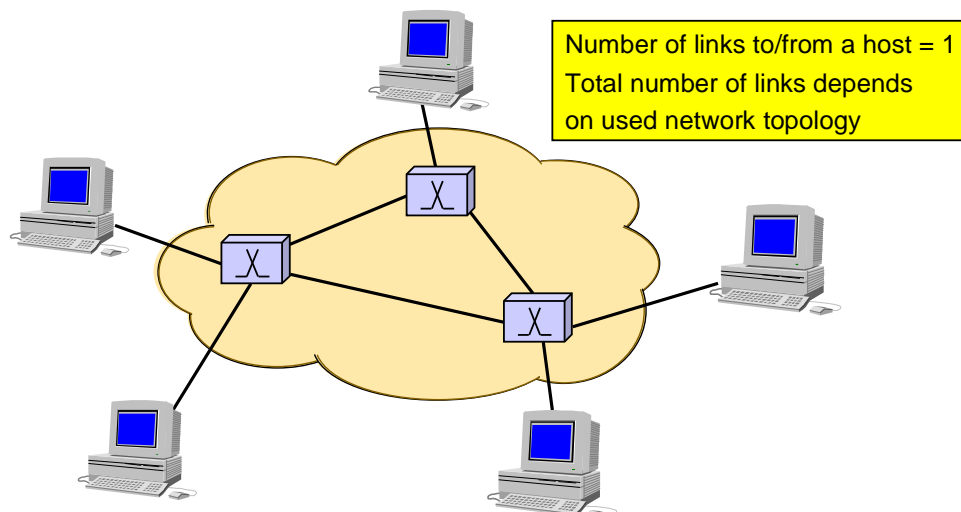 Number of links to/from a host = 1
Total number of links depends
on used network topology